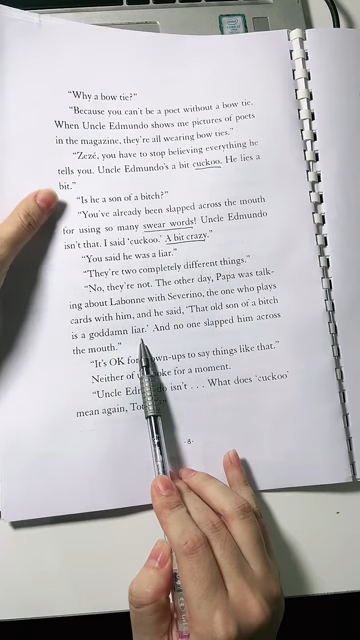 "Why a bow tie?"
"Because you can't be a poet without a bow tie.
When Uncle Edmundo shows me pictures of poets
in the magazine, they're all wearing bow ties."
"Zezé, you have to stop believing everything he
tells you. Uncle Edmundo's a bit cuckoo. He lies a
bit."
"Is he a son of a bitch?"
"You've already been slapped across the mouth
for using so many swear words! Uncle Edmundo
isn't that. I said 'cuckoo.' A bit crazy."
"You said he was a liar."
"They're two completely different things."
"No, they're not. The other day, Papa was talk-
ing about Labonne with Severino, the one who plays
cards with him, and he said, 'That old son of a bitch
is a goddamn liar.' And no one slapped him across
the mouth."
"It's OK for grown-ups to say things like that."
Neither of us spoke for a moment.
"Uncle Edmundo isn't . . . What does 'cuckoo'
mean again,
-8-